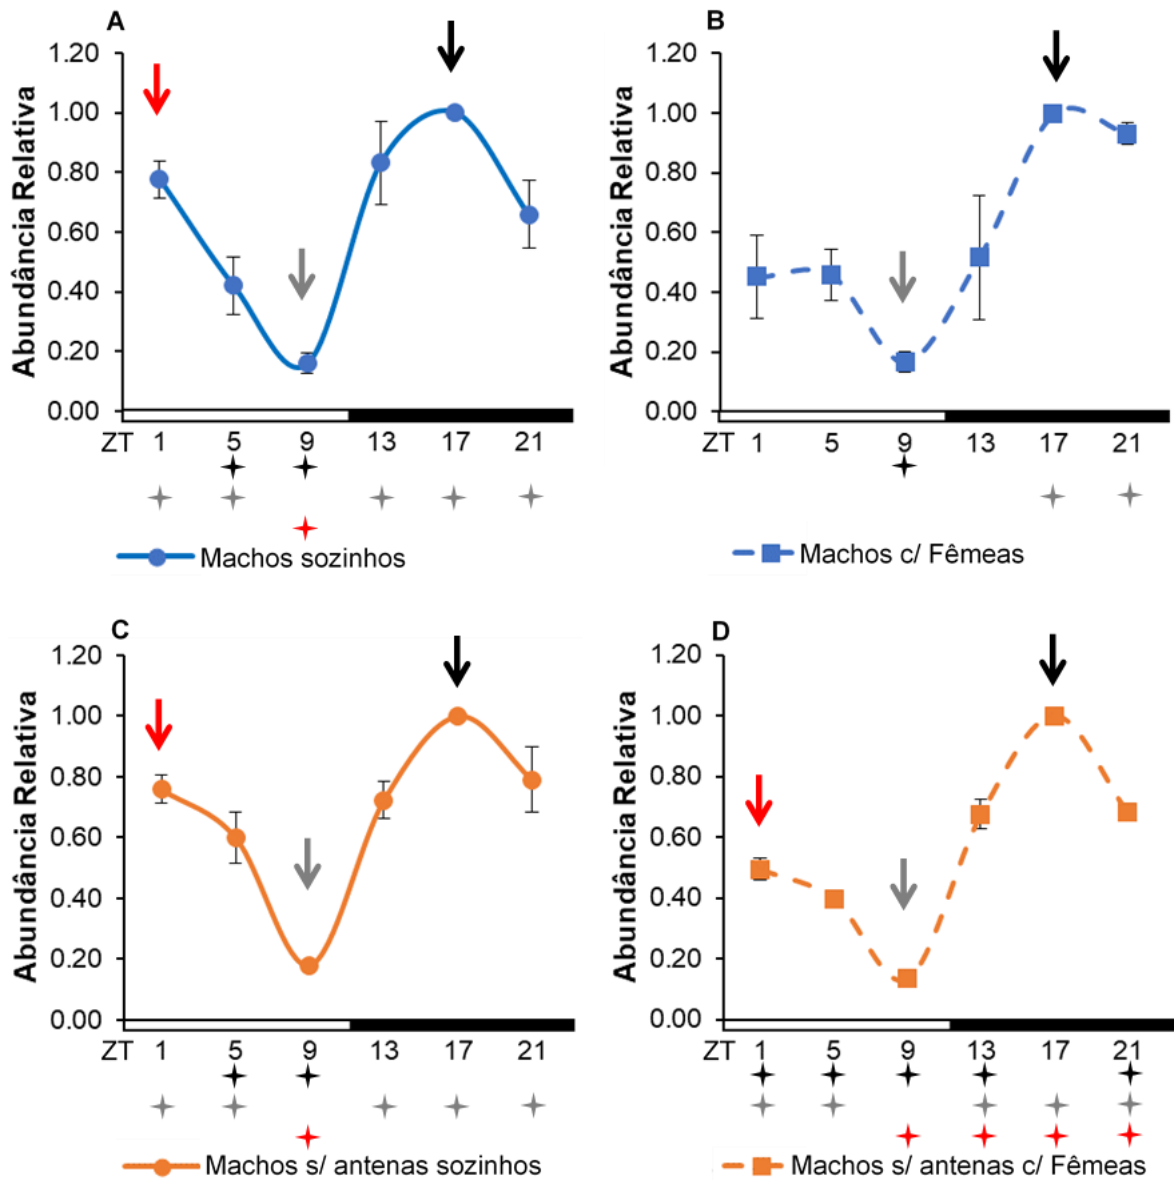 A
Abundância Relativa
1.20
1.00
0.80
0.60
0.40
0.20
0.00
ZT 1 5 9 13 17 21
Machos sozinhos
B
Abundância Relativa
1.20
1.00
0.80
0.60
0.40
0.20
0.00
ZT 1 5 9 13 17 21
Machos c/ Fêmeas
C
Abundância Relativa
1.20
1.00
0.80
0.60
0.40
0.20
0.00
ZT 1 5 9 13 17 21
Machos s/ antenas sozinhos
D
Abundância Relativa
1.20
1.00
0.80
0.60
0.40
0.20
0.00
ZT 1 5 9 13 17 21
Machos s/ antenas c/ Fêmeas